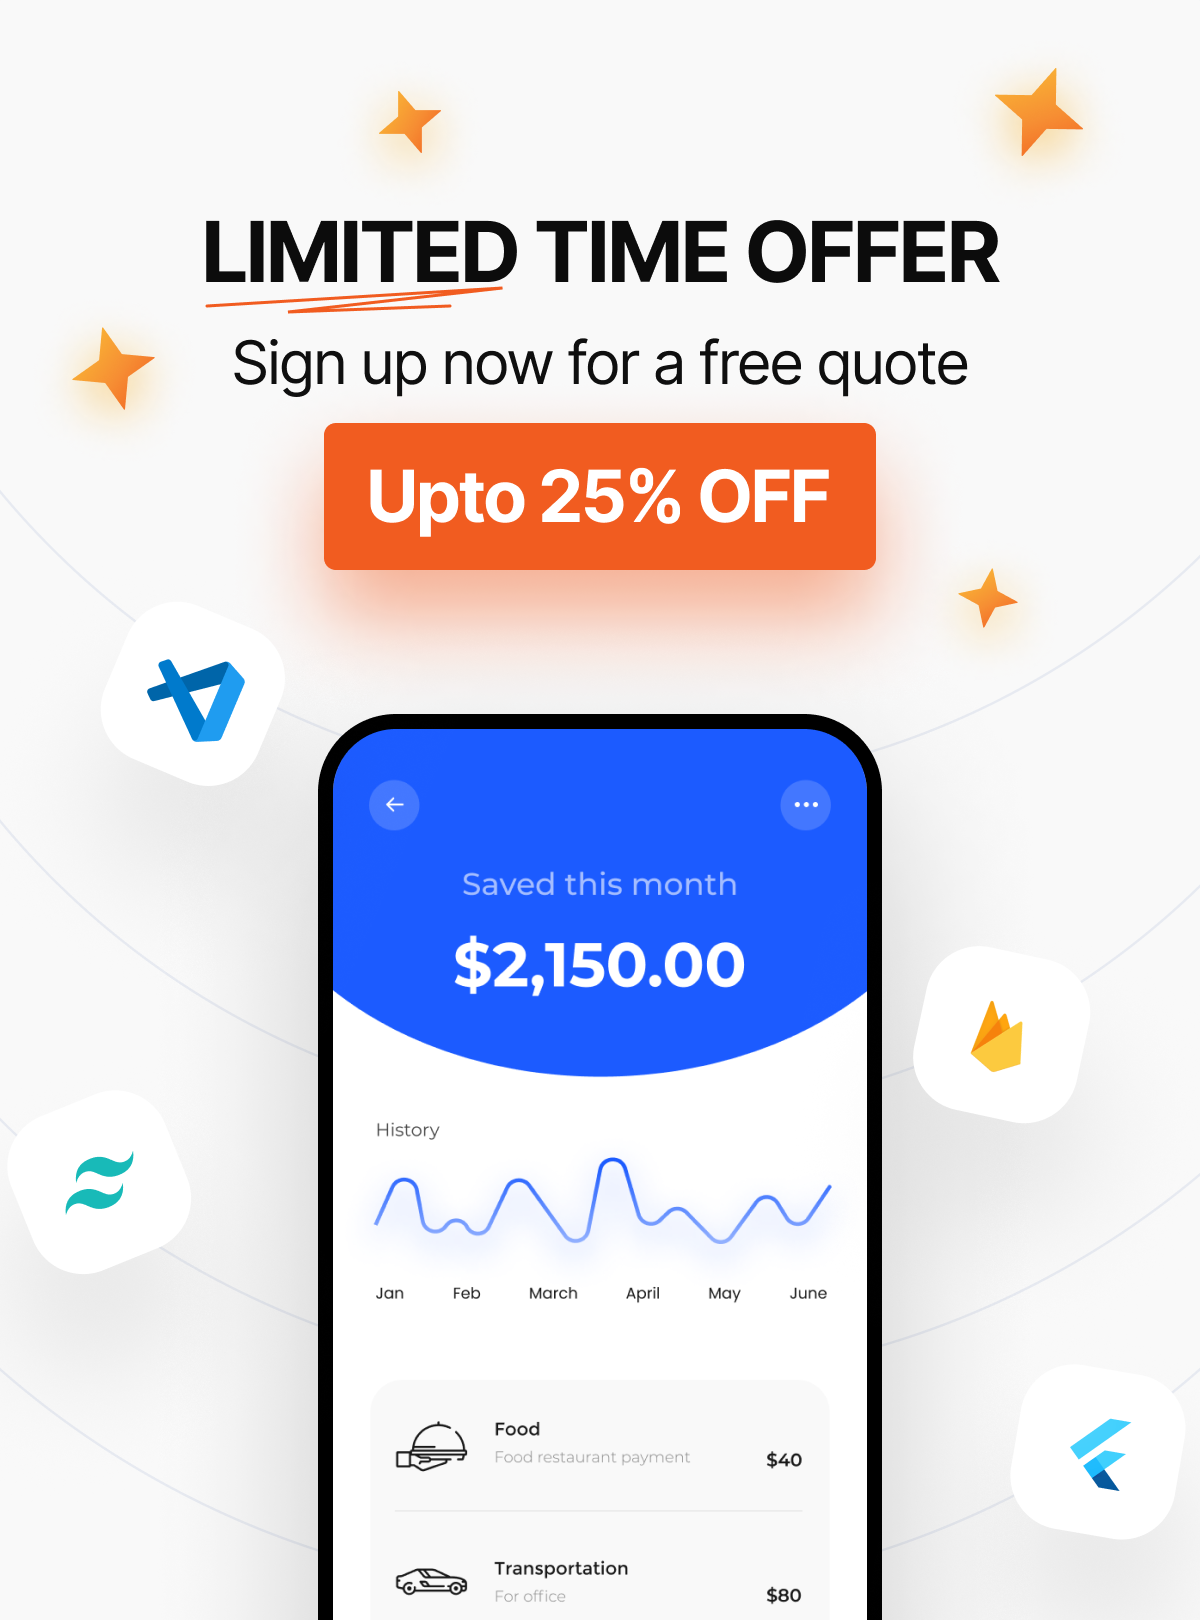 LIMITED TIME OFFER
Sign up now for a free quote
Upto 25% OFF
Saved this month
$2,150.00
History
Jan Feb March April May June
Food
Food restaurant payment
$40
Transportation
For office
$80